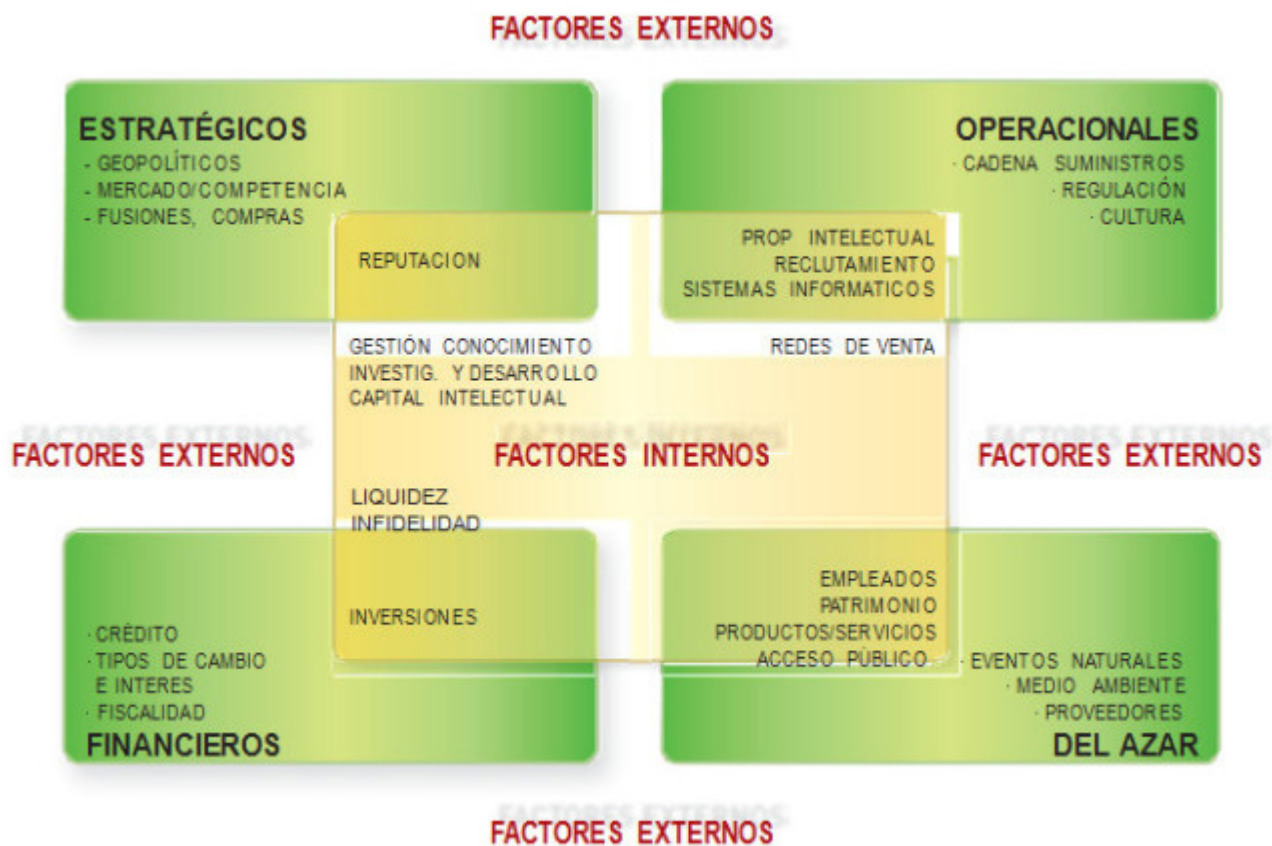 FACTORES EXTERNOS
ESTRATÉGICOS
- GEOPOLÍTICOS
- MERCADO/COMPETENCIA
- FUSIONES, COMPRAS
OPERACIONALES
· CADENA SUMINISTROS
· REGULACIÓN
· CULTURA
REPUTACION
PROP INTELECTUAL
RECLUTAMIENTO
SISTEMAS INFORMATICOS
GESTIÓN CONOCIMIENTO
INVESTIG. Y DESARROLLO
CAPITAL INTELECTUAL
REDES DE VENTA
FACTORES EXTERNOS
FACTORES INTERNOS
FACTORES EXTERNOS
LIQUIDEZ
INFIDELIDAD
INVERSIONES
EMPLEADOS
PATRIMONIO
PRODUCTOS/SERVICIOS
ACCESO PÚBLICO
· CRÉDITO
· TIPOS DE CAMBIO
E INTERES
· FISCALIDAD
FINANCIEROS
· EVENTOS NATURALES
· MEDIO AMBIENTE
· PROVEEDORES
DEL AZAR
FACTORES EXTERNOS